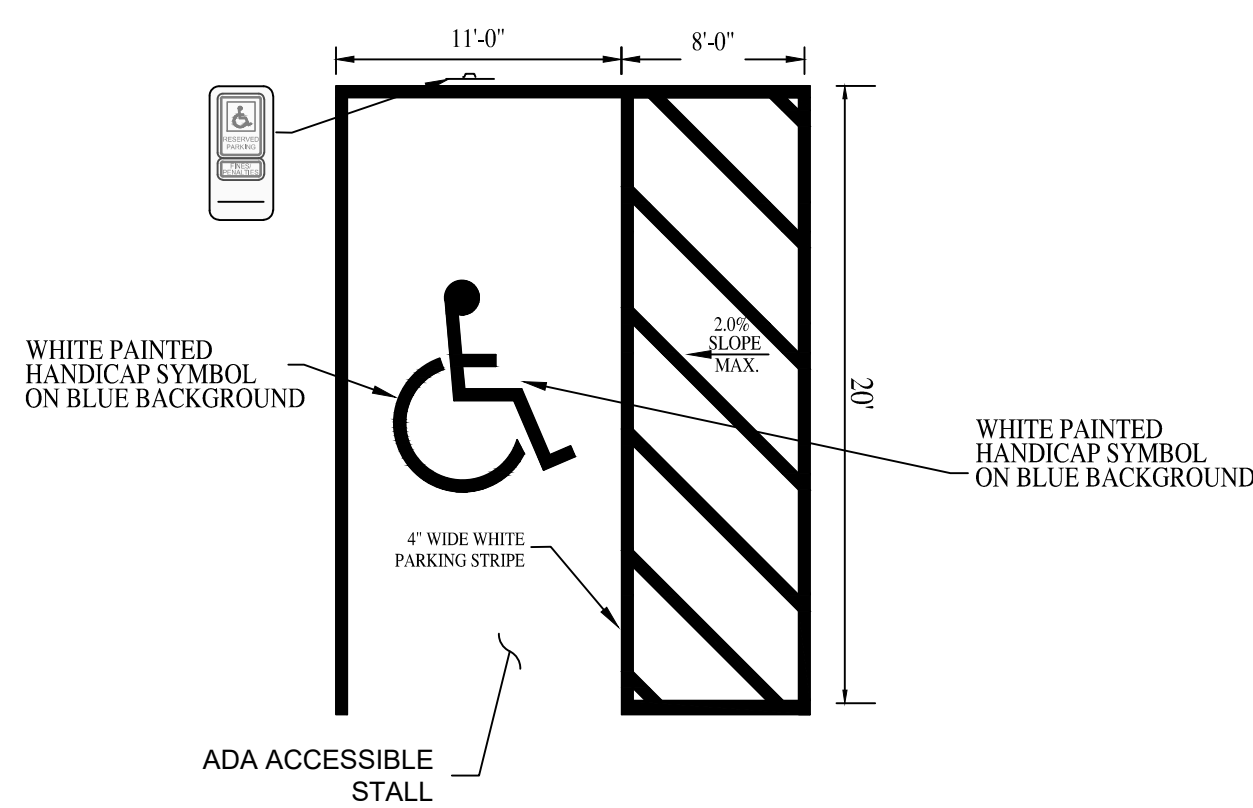 11'-0"
8'-0"
RESERVED
PARKING
FINES/
PENALTIES
2.0%
SLOPE
MAX.
20'
WHITE PAINTED
HANDICAP SYMBOL
ON BLUE BACKGROUND
WHITE PAINTED
HANDICAP SYMBOL
ON BLUE BACKGROUND
4" WIDE WHITE
PARKING STRIPE
ADA ACCESSIBLE
STALL